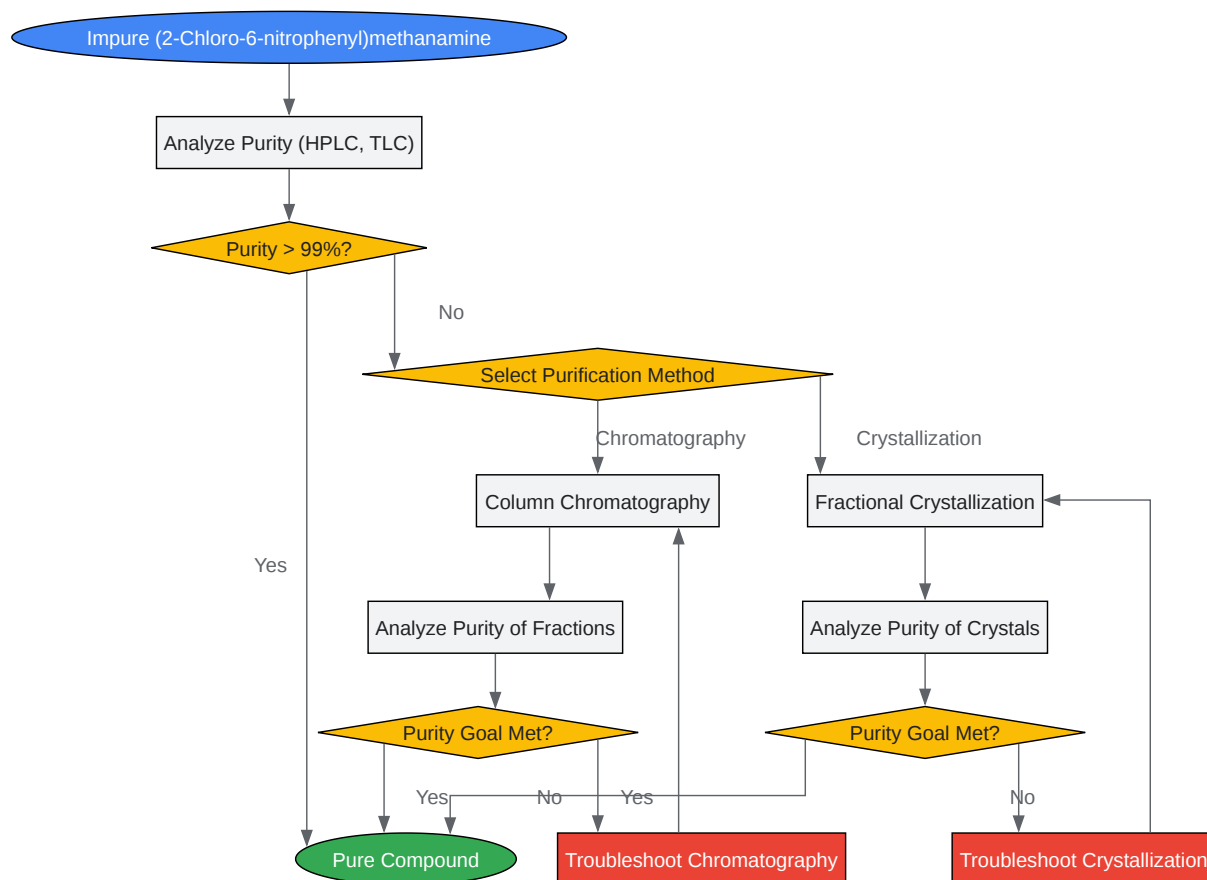 Impure (2-Chloro-6-nitrophenyl)methanamine
Analyze Purity (HPLC, TLC)
Purity > 99%?
No
Select Purification Method
Chromatography
Crystallization
Column Chromatography
Fractional Crystallization
Yes
Analyze Purity of Fractions
Analyze Purity of Crystals
Purity Goal Met?
Purity Goal Met?
Yes
No
Yes
No
Pure Compound
Troubleshoot Chromatography
Troubleshoot Crystallization